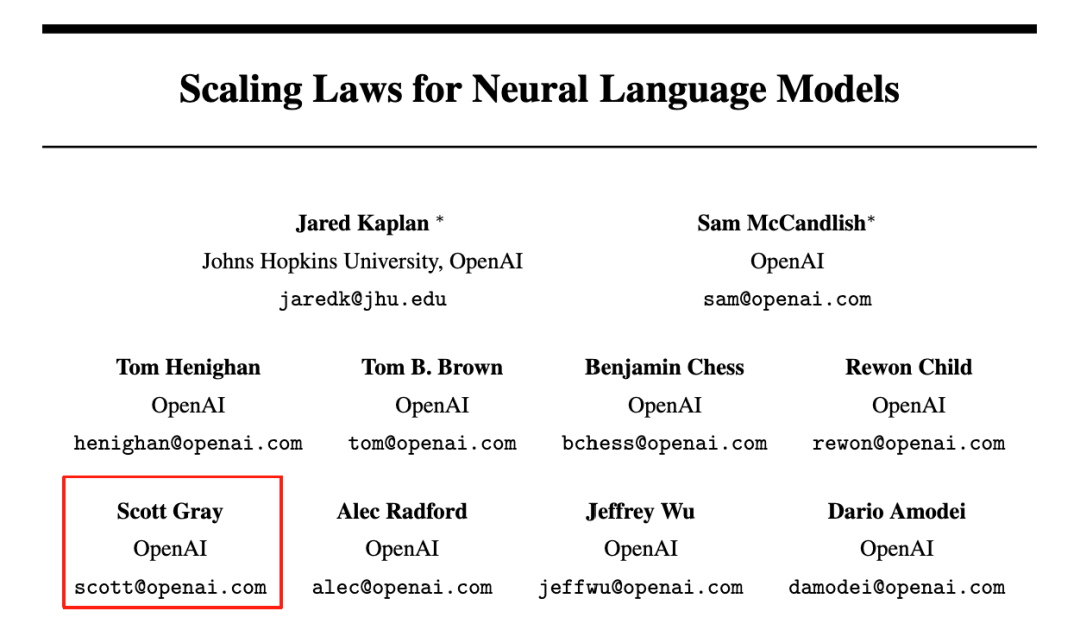 Scaling Laws for Neural Language Models
Jared Kaplan * Sam McCandlish*
Johns Hopkins University, OpenAI OpenAI
jaredk@jhu.edu sam@openai.com
Tom Henighan Tom B. Brown Benjamin Chess Rewon Child
OpenAI OpenAI OpenAI OpenAI
henighan@openai.com tom@openai.com bchess@openai.com rewon@openai.com
Scott Gray Alec Radford Jeffrey Wu Dario Amodei
OpenAI OpenAI OpenAI OpenAI
scott@openai.com alec@openai.com jeffwu@openai.com damodei@openai.com